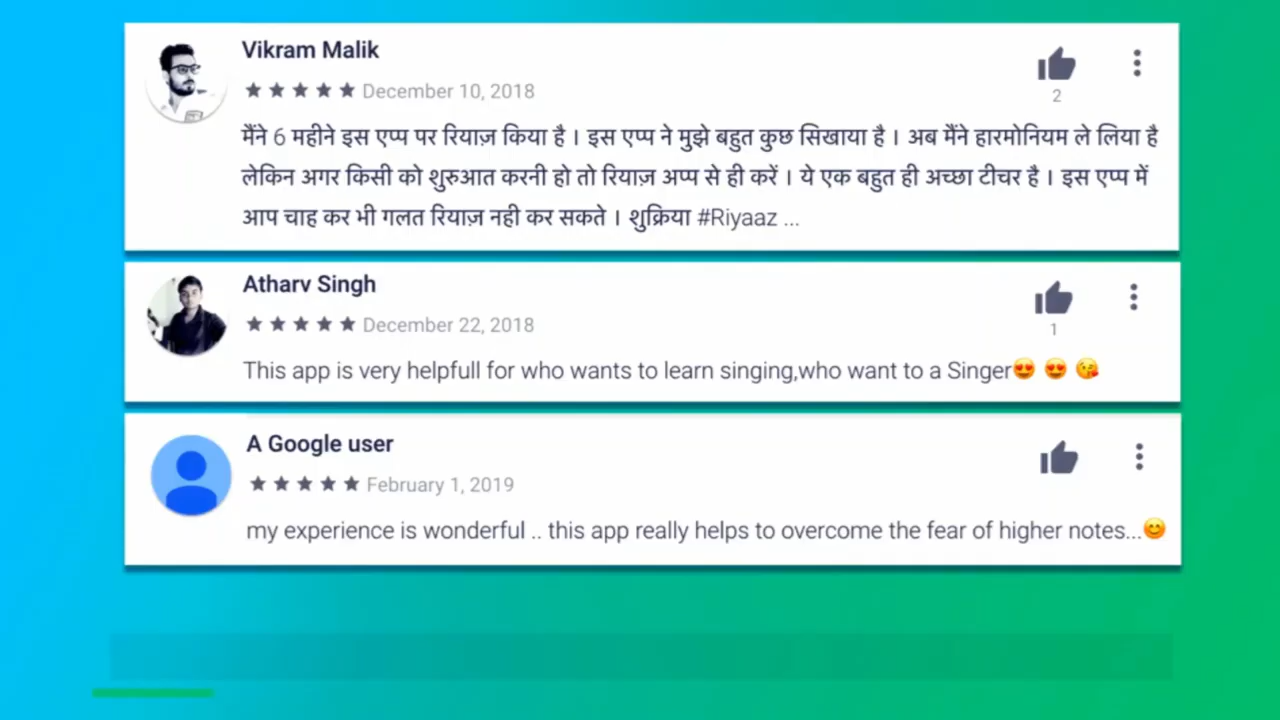 Vikram Malik
December 10, 2018
2
मैंने 6 महीने इस एप्प पर रियाज़ किया है । इस एप्प ने मुझे बहुत कुछ सिखाया है । अब मैंने हारमोनियम ले लिया है
लेकिन अगर किसी को शुरुआत करनी हो तो रियाज़ अप्प से ही करें । ये एक बहुत ही अच्छा टीचर है । इस एप्प में
आप चाह कर भी गलत रियाज़ नही कर सकते । शुक्रिया #Riyaaz ...
Atharv Singh
December 22, 2018
1
This app is very helpfull for who wants to learn singing,who want to a Singer😍 😍 😘
A Google user
February 1, 2019
my experience is wonderful .. this app really helps to overcome the fear of higher notes...😊